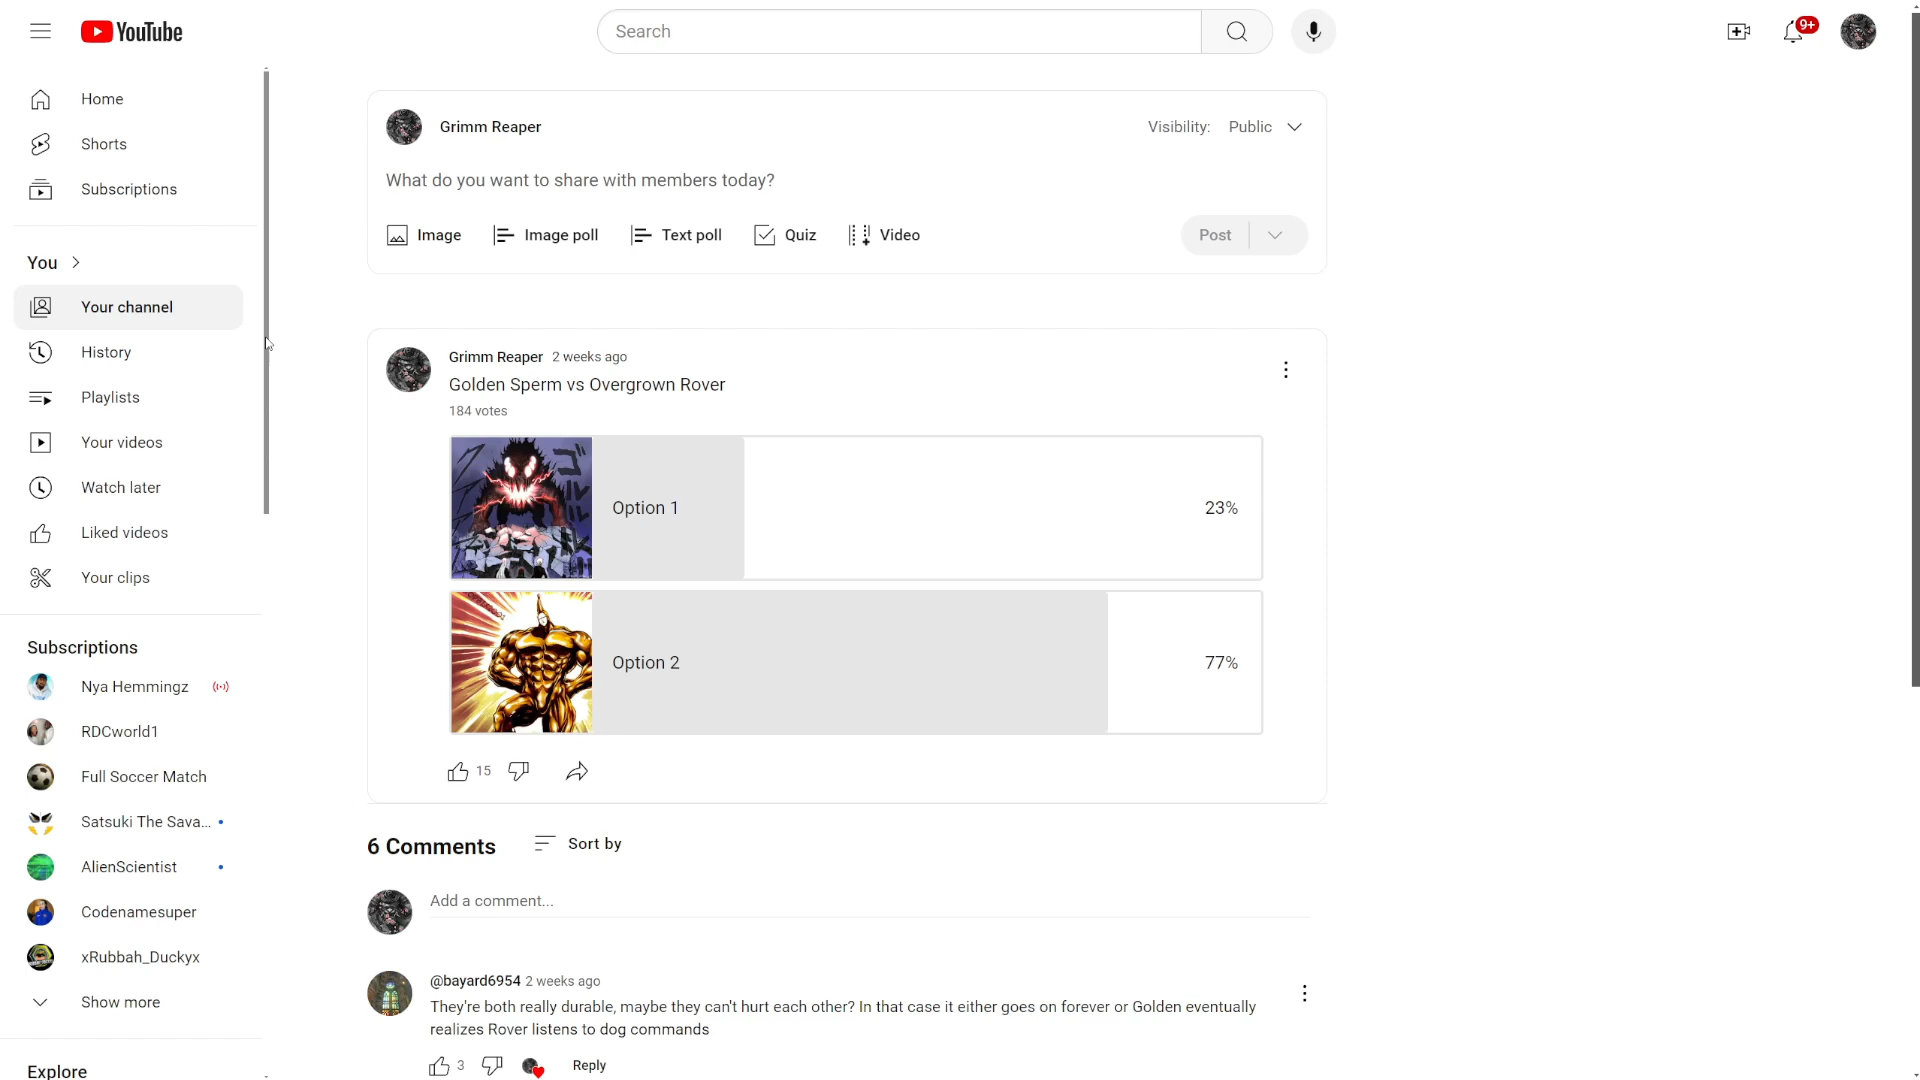 YouTube
Search
9+
Home
Shorts
Subscriptions
You
Your channel
History
Playlists
Your videos
Watch later
Liked videos
Your clips
Subscriptions
Nya Hemmingz
RDCworld1
Full Soccer Match
Satsuki The Sava...
AlienScientist
Codenamesuper
xRubbah_Duckyx
Show more
Explore
Grimm Reaper
Visibility: Public
What do you want to share with members today?
Image Image poll Text poll Quiz Video Post
Grimm Reaper 2 weeks ago
Golden Sperm vs Overgrown Rover
184 votes
Option 1 23%
Option 2 77%
15
6 Comments Sort by
Add a comment...
@bayard6954 2 weeks ago
They're both really durable, maybe they can't hurt each other? In that case it either goes on forever or Golden eventually
realizes Rover listens to dog commands
3 Reply